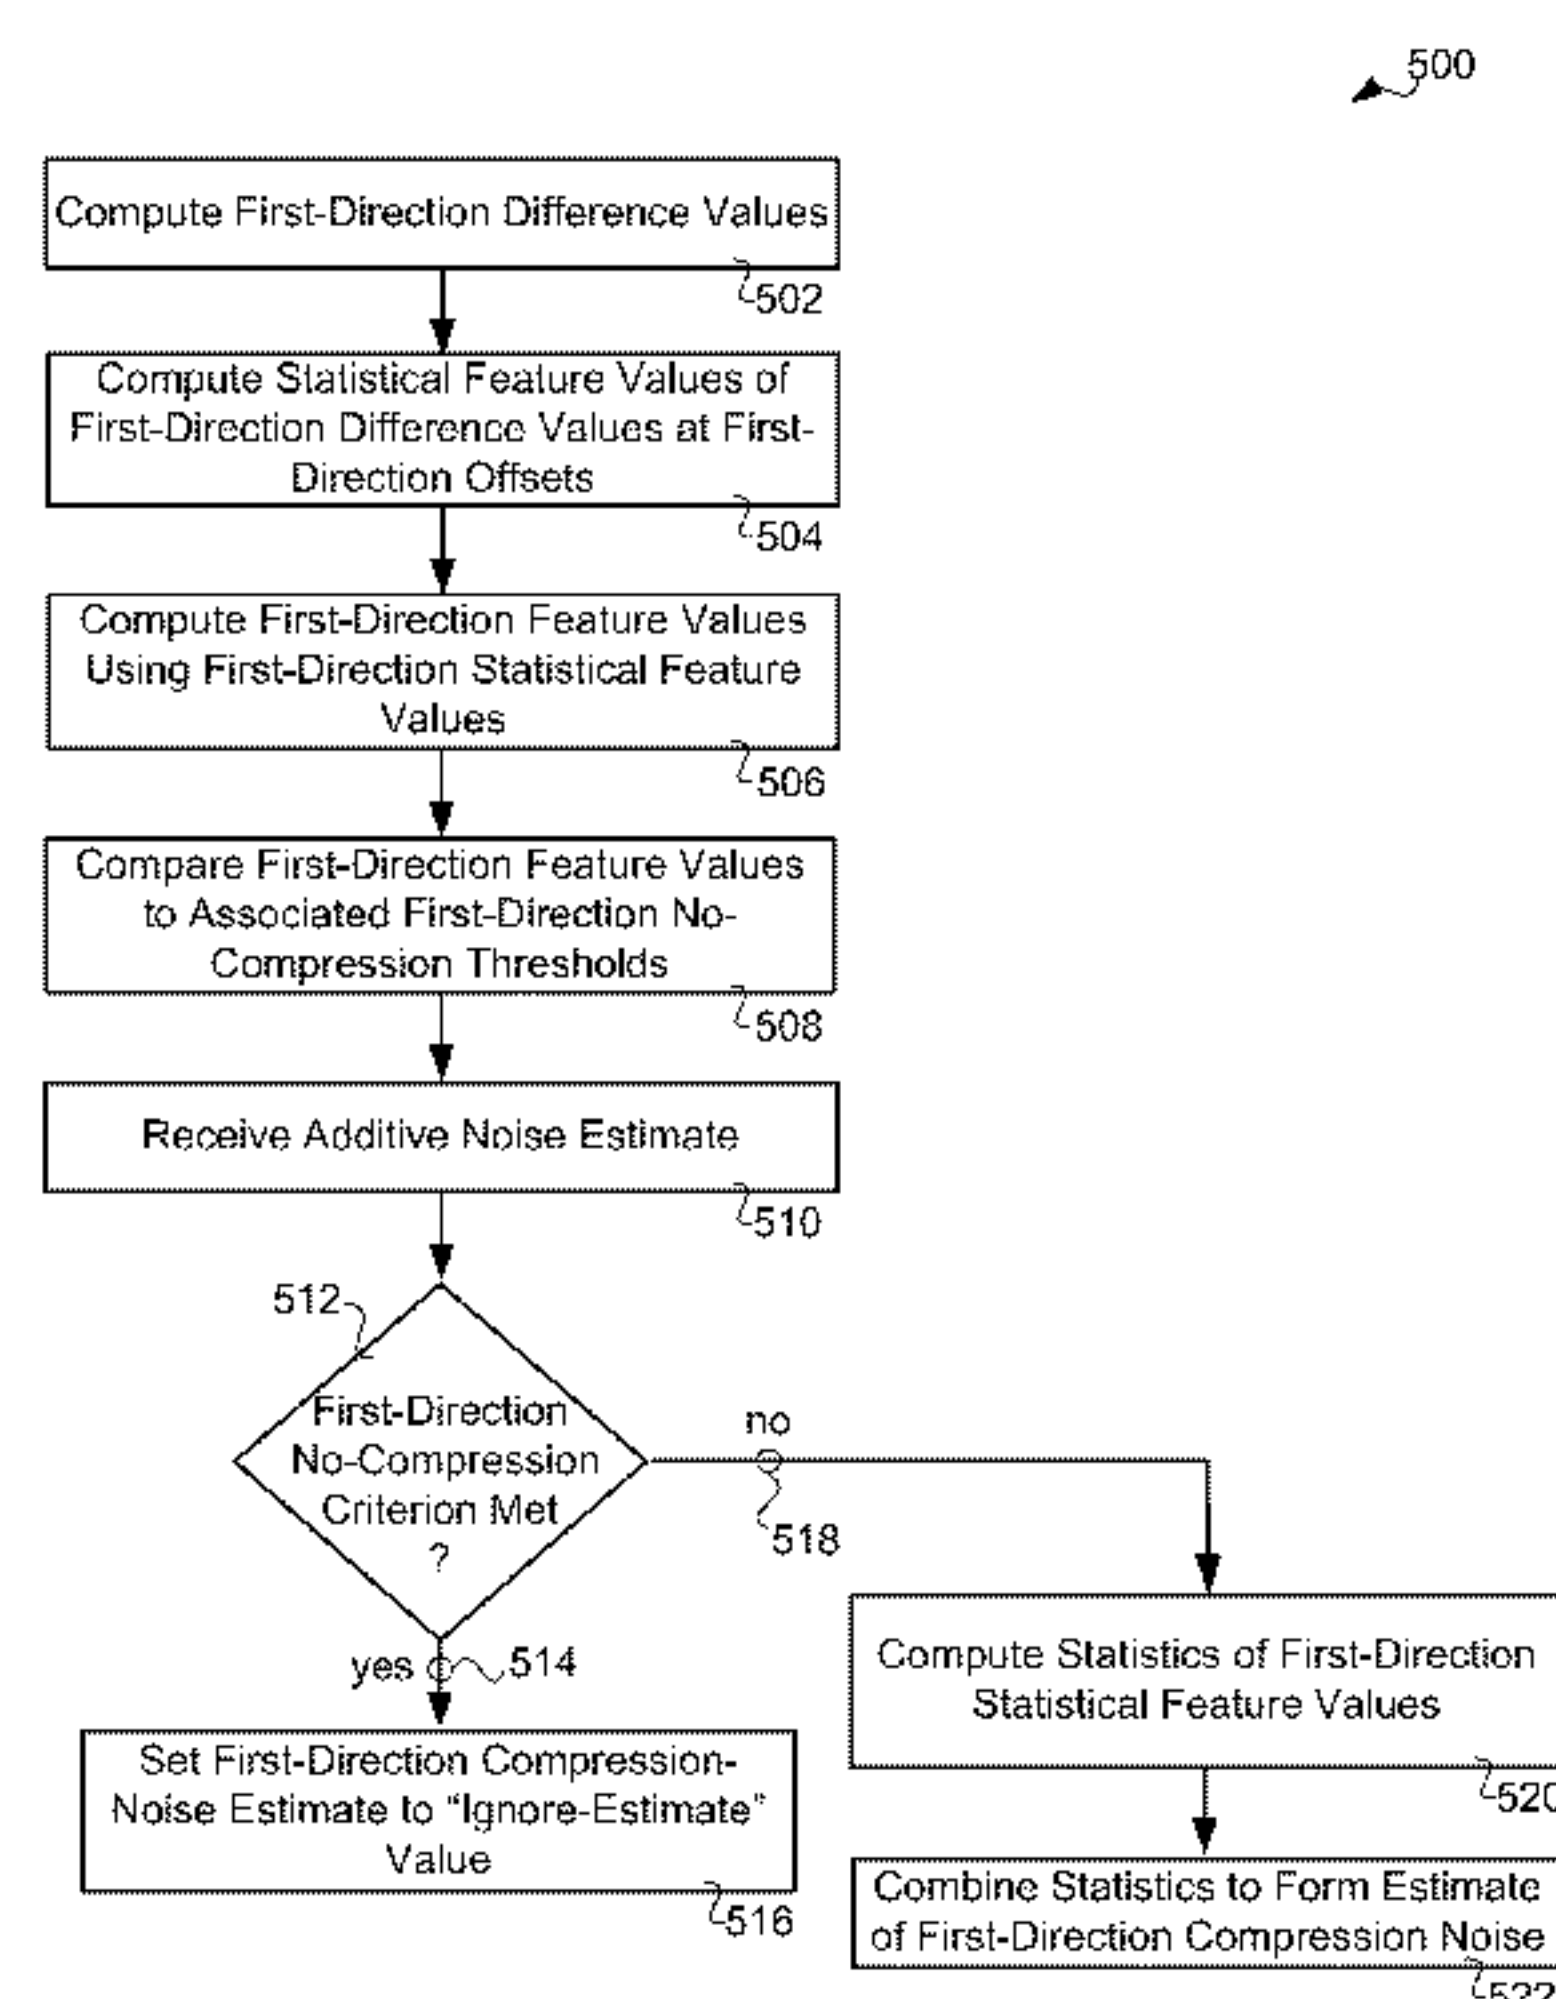 500
Compute First-Direction Difference Values
502
Compute Statistical Feature Values of
First-Direction Difference Values at First-
Direction Offsets
504
Compute First-Direction Feature Values
Using First-Direction Statistical Feature
Values
506
Compare First-Direction Feature Values
to Associated First-Direction No-
Compression Thresholds
508
Receive Additive Noise Estimate
510
512
First-Direction
No-Compression
Criterion Met
?
no
518
yes
514
Set First-Direction Compression-
Noise Estimate to “Ignore-Estimate”
Value
516
Compute Statistics of First-Direction
Statistical Feature Values
520
Combine Statistics to Form Estimate
of First-Direction Compression Noise
522